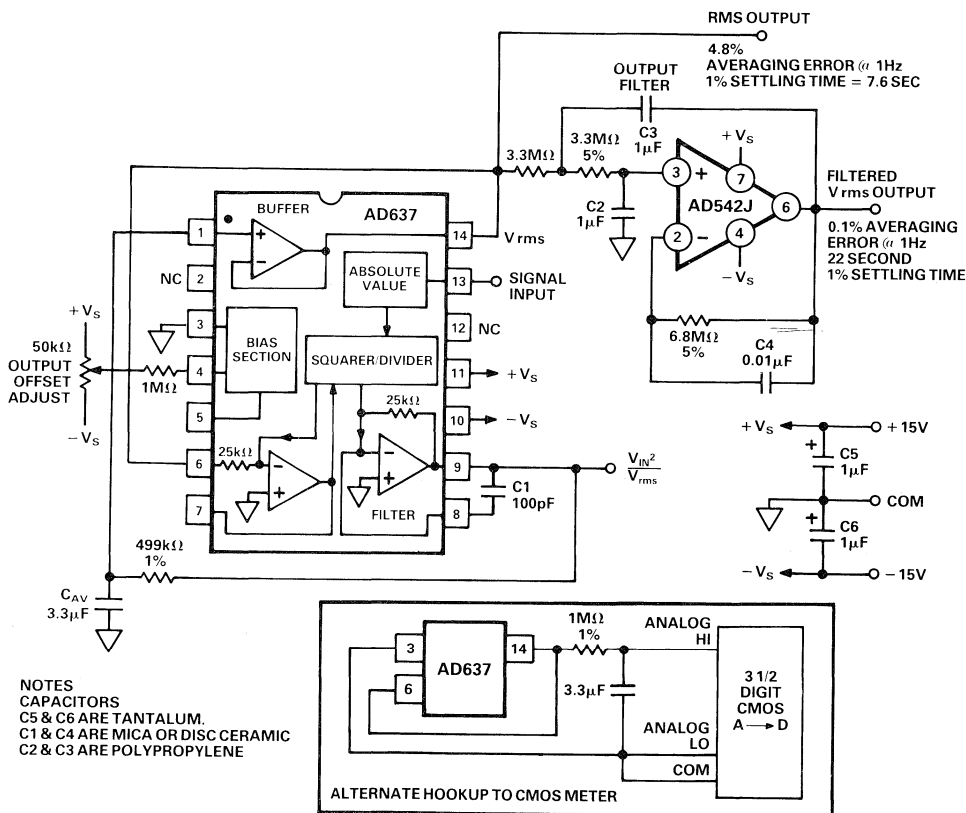 RMS OUTPUT
4.8%
AVERAGING ERROR @ 1Hz
1% SETTLING TIME = 7.6 SEC
OUTPUT
FILTER
C3
1µF
3.3MΩ
3.3MΩ
5%
C2
1µF
+VS
3
+
7
AD542J
6
2
−
4
−VS
FILTERED
V rms OUTPUT
0.1% AVERAGING
ERROR @ 1Hz
22 SECOND
1% SETTLING TIME
6.8MΩ
5%
C4
0.01µF
BUFFER
AD637
1
+
−
14
V rms
NC
2
ABSOLUTE
VALUE
13
SIGNAL
INPUT
3
BIAS
SECTION
12
NC
+VS
50kΩ
OUTPUT
OFFSET
ADJUST
−VS
1MΩ
4
SQUARER/DIVIDER
11
+VS
5
25kΩ
10
−VS
6
25kΩ
−
+
−
+
9
VIN²
Vrms
7
FILTER
8
C1
100pF
499kΩ
1%
CAV
3.3µF
+VS
+15V
+
C5
1µF
COM
+
C6
1µF
−VS
−15V
NOTES
CAPACITORS
C5 & C6 ARE TANTALUM.
C1 & C4 ARE MICA OR DISC CERAMIC
C2 & C3 ARE POLYPROPYLENE
3
14
AD637
6
1MΩ
1%
3.3µF
ANALOG
HI
3 1/2
DIGIT
CMOS
A → D
ANALOG
LO
COM
ALTERNATE HOOKUP TO CMOS METER